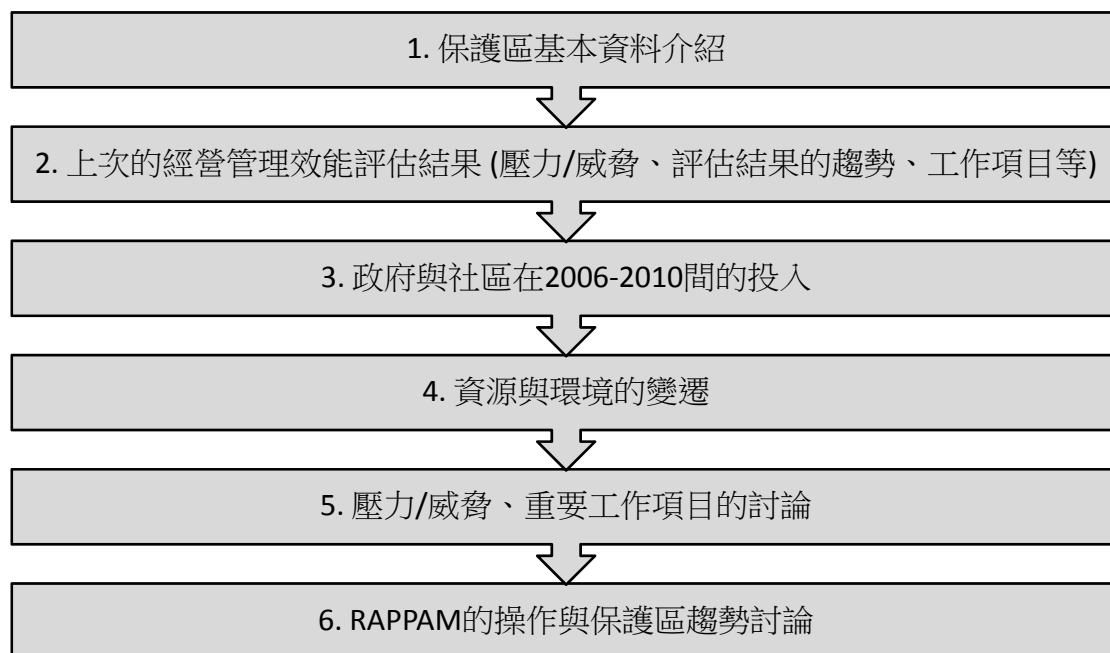 1. 保護區基本資料介紹
2. 上次的經營管理效能評估結果 (壓力/威脅、評估結果的趨勢、工作項目等)
3. 政府與社區在2006-2010間的投入
4. 資源與環境的變遷
5. 壓力/威脅、重要工作項目的討論
6. RAPPAM的操作與保護區趨勢討論